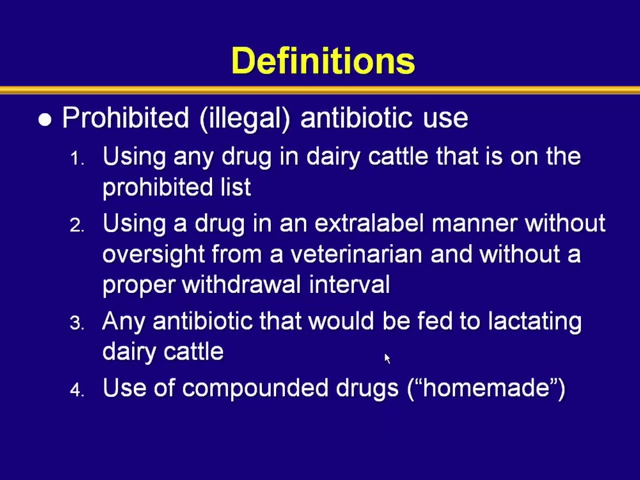 Definitions
● Prohibited (illegal) antibiotic use
1. Using any drug in dairy cattle that is on the
prohibited list
2. Using a drug in an extralabel manner without
oversight from a veterinarian and without a
proper withdrawal interval
3. Any antibiotic that would be fed to lactating
dairy cattle
4. Use of compounded drugs (“homemade”)